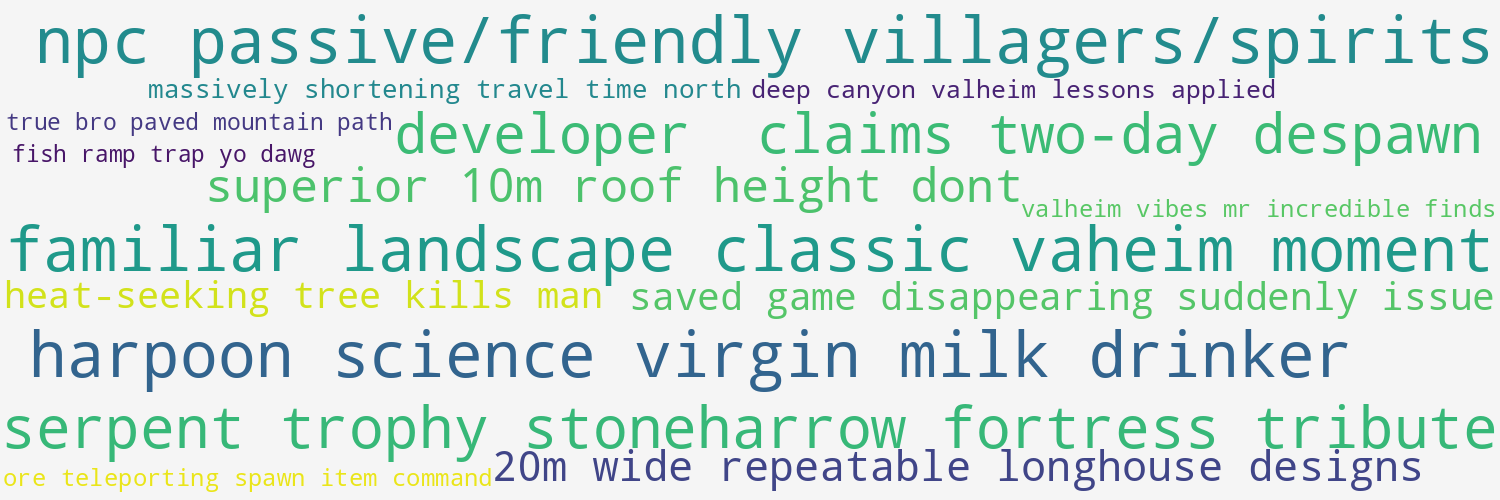 npc passive/friendly villagers/spirits
massively shortening travel time north
deep canyon valheim lessons applied
true bro paved mountain path
developer claims two-day despawn
fish ramp trap yo dawg
superior 10m roof height dont
valheim vibes mr incredible finds
familiar landscape classic vaheim moment
heat-seeking tree kills man
saved game disappearing suddenly issue
harpoon science virgin milk drinker
serpent trophy stoneharrow fortress tribute
ore teleporting spawn item command
20m wide repeatable longhouse designs